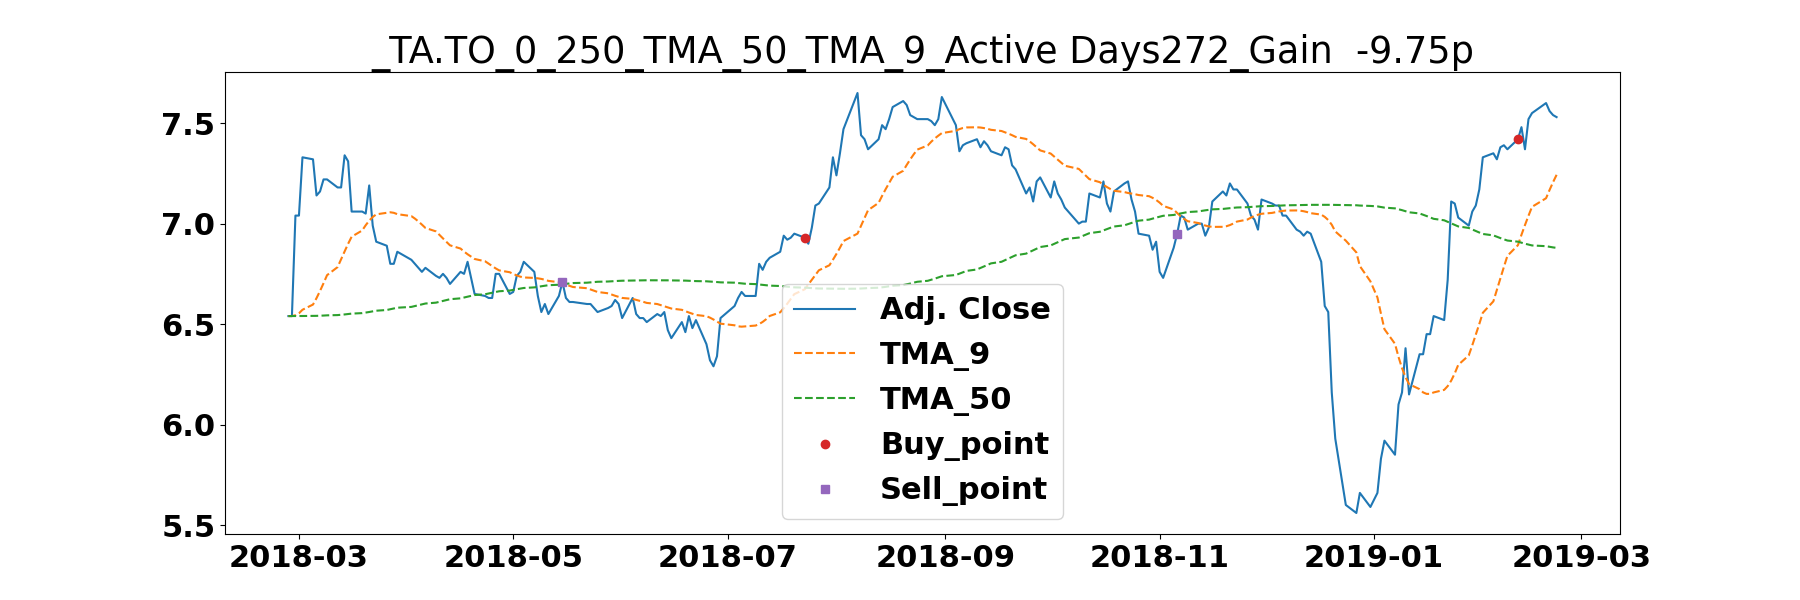 _TA.TO_0_250_TMA_50_TMA_9_Active Days272_Gain  -9.75p
7.5
7.0
6.5
6.0
5.5
Adj. Close
TMA_9
TMA_50
Buy_point
Sell_point
2018-03 2018-05 2018-07 2018-09 2018-11 2019-01 2019-03